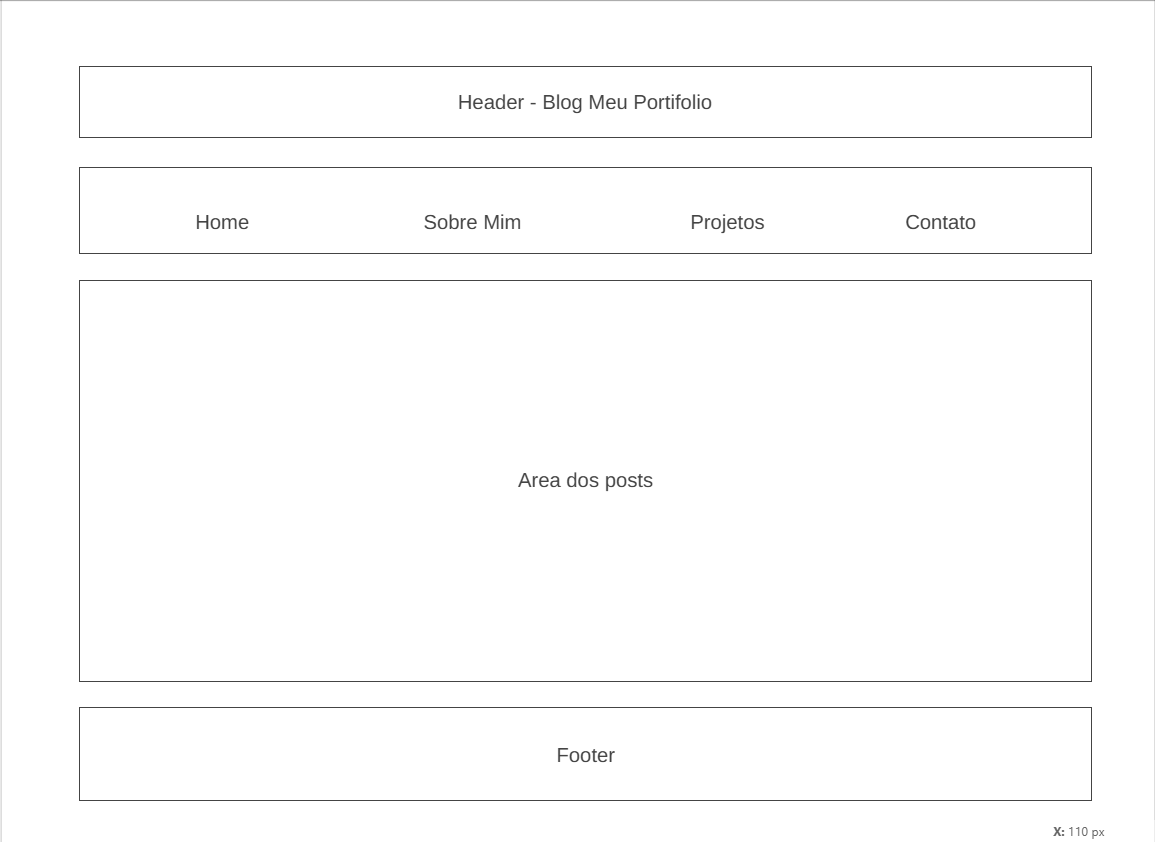 Header - Blog Meu Portifolio
Home Sobre Mim Projetos Contato
Area dos posts
Footer
X: 110 px